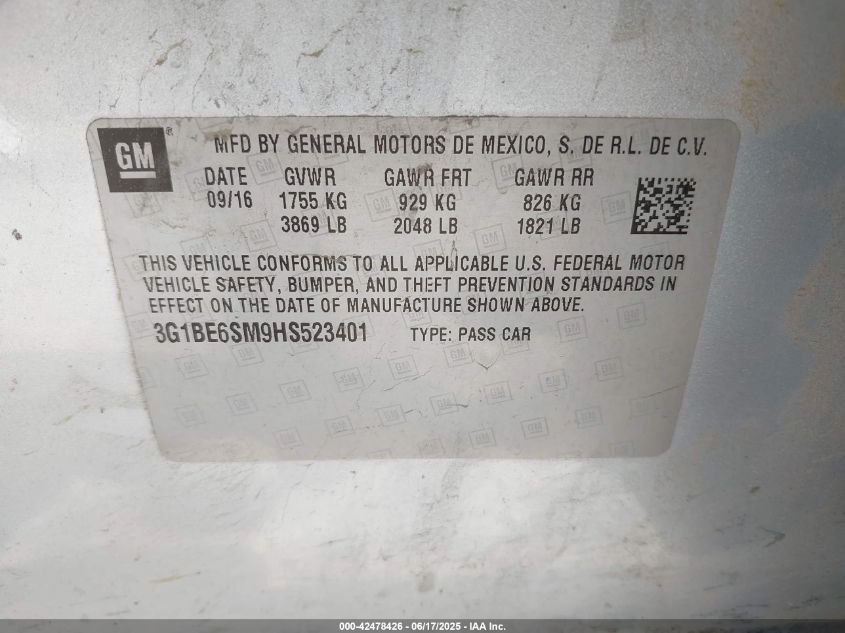 GM ®
MFD BY GENERAL MOTORS DE MEXICO, S. DE R.L. DE C.V.
DATE GVWR GAWR FRT GAWR RR
09/16 1755 KG 929 KG 826 KG
3869 LB 2048 LB 1821 LB
THIS VEHICLE CONFORMS TO ALL APPLICABLE U.S. FEDERAL MOTOR
VEHICLE SAFETY, BUMPER, AND THEFT PREVENTION STANDARDS IN
EFFECT ON THE DATE OF MANUFACTURE SHOWN ABOVE.
3G1BE6SM9HS523401 TYPE: PASS CAR
000-42478426 - 06/17/2025 - IAA Inc.